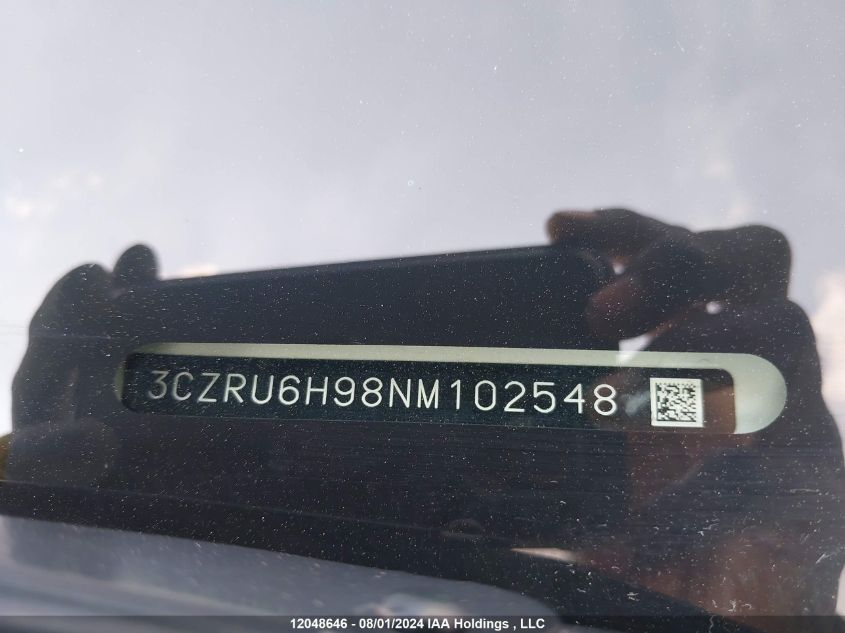 3CZRU6H98NM102548
12048646 - 08/01/2024 IAA Holdings , LLC